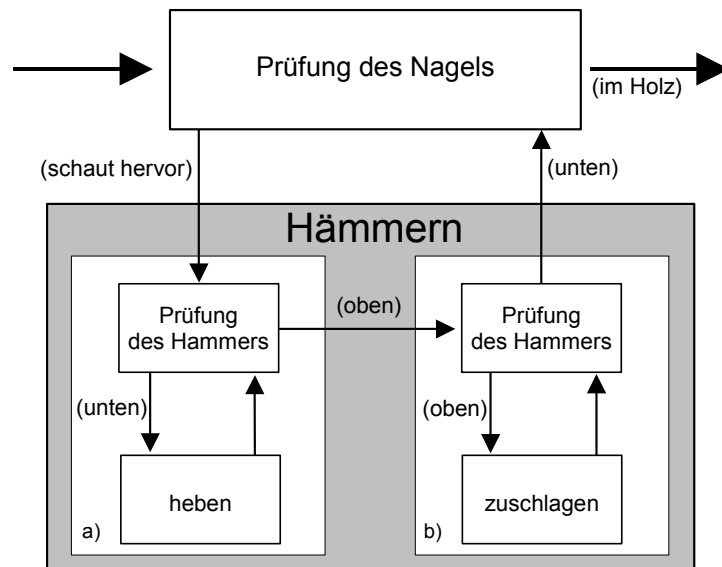 Prüfung des Nagels
(im Holz)
(schaut hervor)
(unten)
Hämmern
Prüfung
des Hammers
(oben)
Prüfung
des Hammers
(unten)
(oben)
heben
a)
zuschlagen
b)